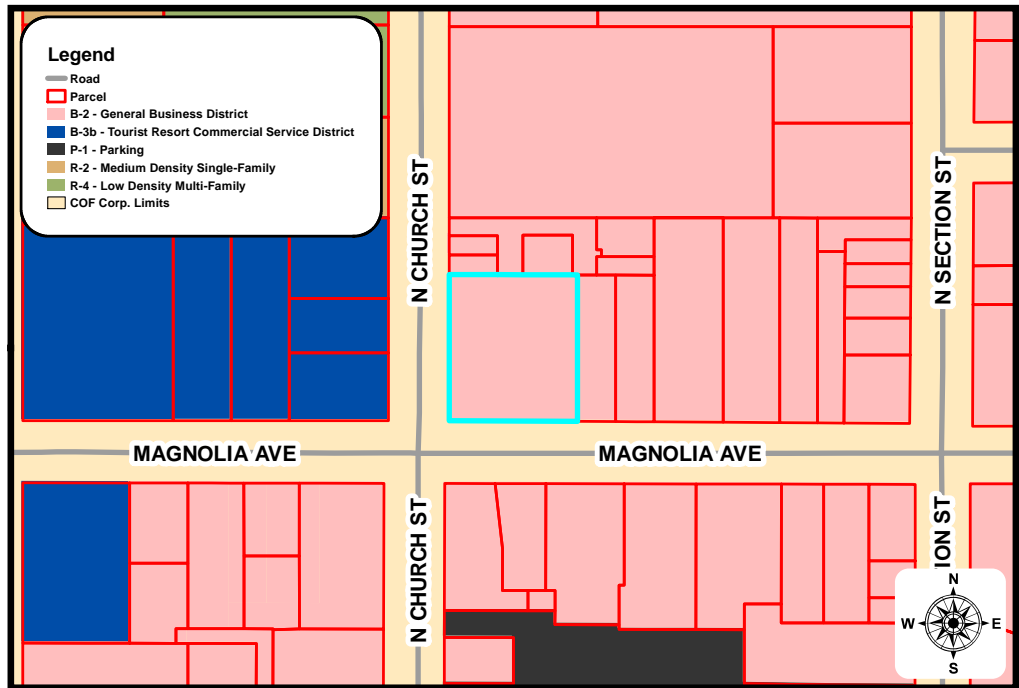 Legend
Road
Parcel
B-2 - General Business District
B-3b - Tourist Resort Commercial Service District
P-1 - Parking
R-2 - Medium Density Single-Family
R-4 - Low Density Multi-Family
COF Corp. Limits
N CHURCH ST
N SECTION ST
MAGNOLIA AVE
MAGNOLIA AVE
N CHURCH ST
TION ST
N
W
E
S